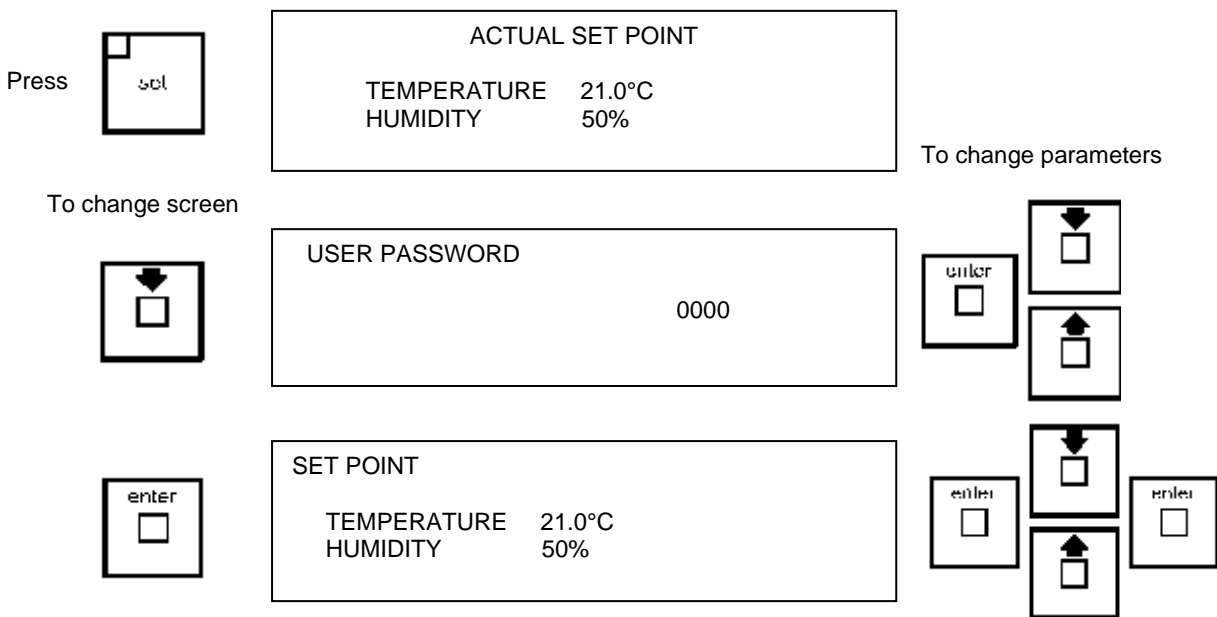 ACTUAL SET POINT
Press
TEMPERATURE 21.0°C
HUMIDITY 50%
To change parameters
To change screen
USER PASSWORD
enter
0000
SET POINT
enter
TEMPERATURE 21.0°C
HUMIDITY 50%
enter
enter